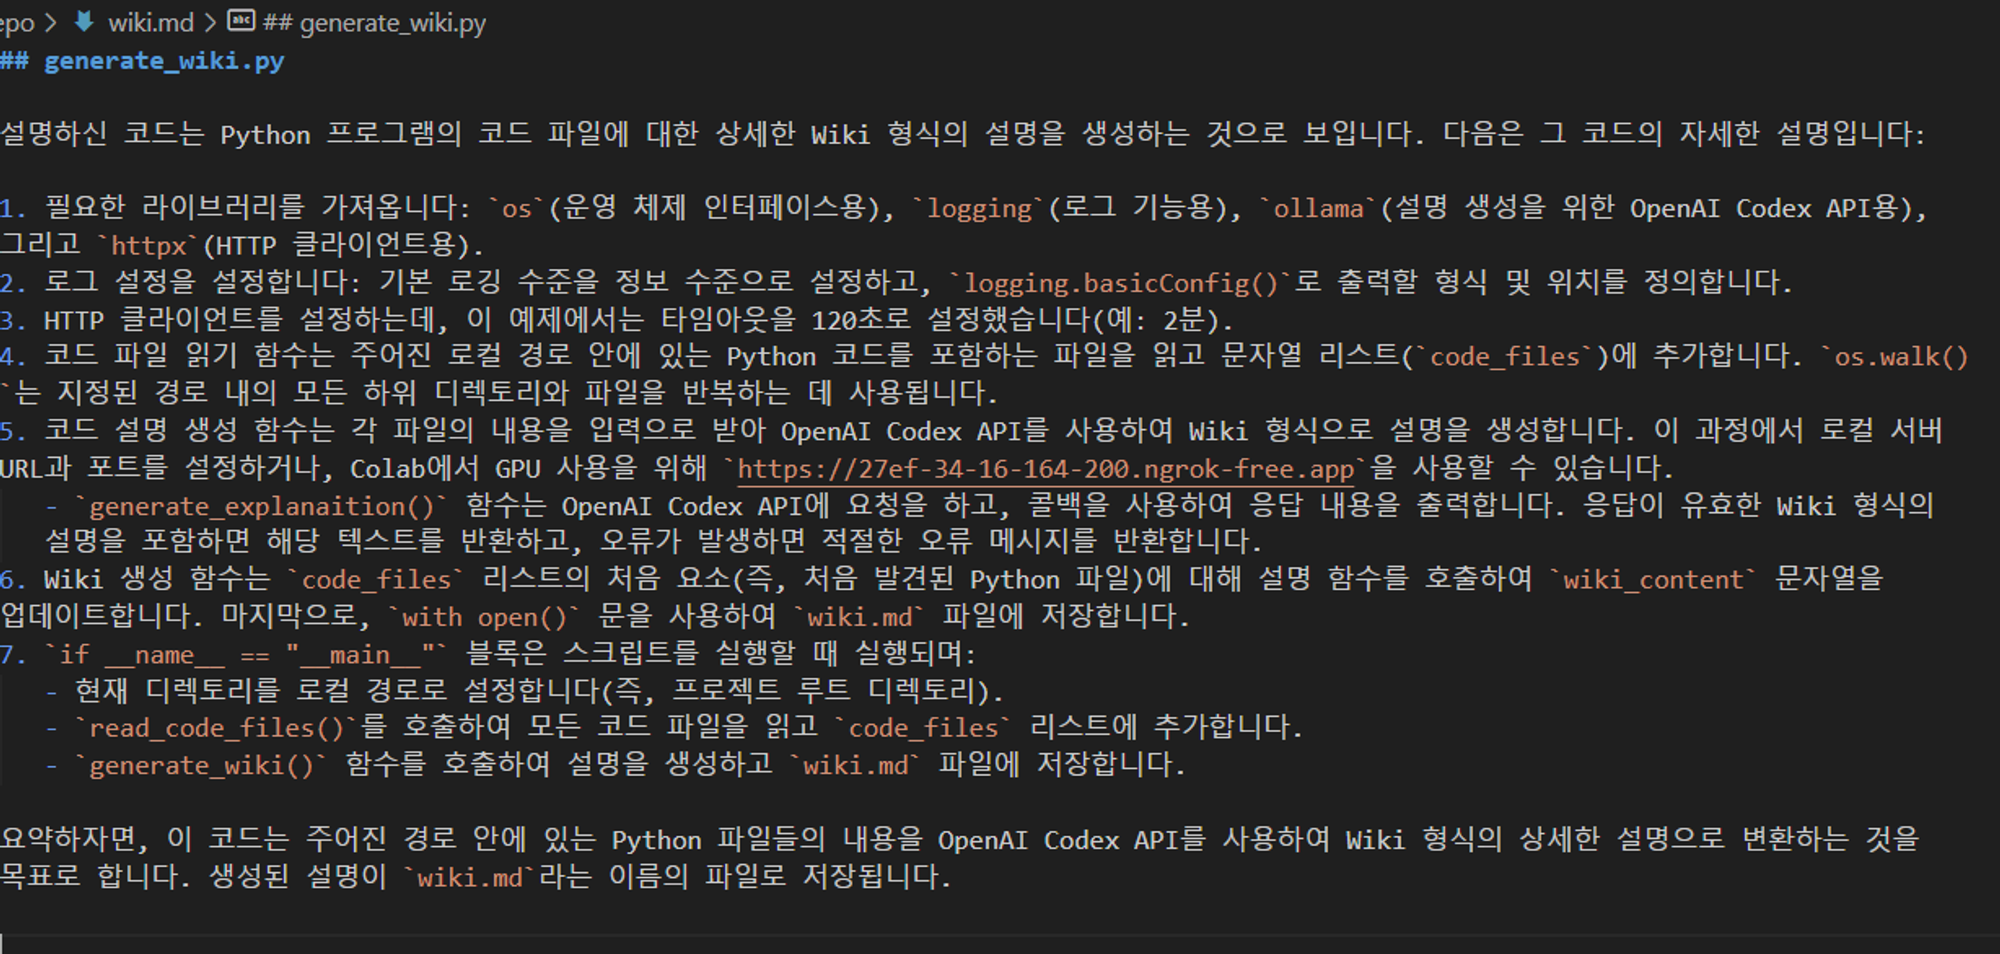 epo > wiki.md > ## generate_wiki.py
## generate_wiki.py
설명하신 코드는 Python 프로그램의 코드 파일에 대한 상세한 Wiki 형식의 설명을 생성하는 것으로 보입니다. 다음은 그 코드의 자세한 설명입니다:
1. 필요한 라이브러리를 가져옵니다: `os`(운영 체제 인터페이스용), `logging`(로그 기능용), `ollama`(설명 생성을 위한 OpenAI Codex API용),
그리고 `httpx`(HTTP 클라이언트용).
2. 로그 설정을 설정합니다: 기본 로깅 수준을 정보 수준으로 설정하고, `logging.basicConfig()`로 출력할 형식 및 위치를 정의합니다.
3. HTTP 클라이언트를 설정하는데, 이 예제에서는 타임아웃을 120초로 설정했습니다(예: 2분).
4. 코드 파일 읽기 함수는 주어진 로컬 경로 안에 있는 Python 코드를 포함하는 파일을 읽고 문자열 리스트(`code_files`)에 추가합니다. `os.walk()
`는 지정된 경로 내의 모든 하위 디렉토리와 파일을 반복하는 데 사용됩니다.
5. 코드 설명 생성 함수는 각 파일의 내용을 입력으로 받아 OpenAI Codex API를 사용하여 Wiki 형식으로 설명을 생성합니다. 이 과정에서 로컬 서버
URL과 포트를 설정하거나, Colab에서 GPU 사용을 위해 `https://27ef-34-16-164-200.ngrok-free.app`을 사용할 수 있습니다.
- `generate_explanaition()` 함수는 OpenAI Codex API에 요청을 하고, 콜백을 사용하여 응답 내용을 출력합니다. 응답이 유효한 Wiki 형식의
설명을 포함하면 해당 텍스트를 반환하고, 오류가 발생하면 적절한 오류 메시지를 반환합니다.
6. Wiki 생성 함수는 `code_files` 리스트의 처음 요소(즉, 처음 발견된 Python 파일)에 대해 설명 함수를 호출하여 `wiki_content` 문자열을
업데이트합니다. 마지막으로, `with open()` 문을 사용하여 `wiki.md` 파일에 저장합니다.
7. `if __name__ == "__main__"` 블록은 스크립트를 실행할 때 실행되며:
- 현재 디렉토리를 로컬 경로로 설정합니다(즉, 프로젝트 루트 디렉토리).
- `read_code_files()`를 호출하여 모든 코드 파일을 읽고 `code_files` 리스트에 추가합니다.
- `generate_wiki()` 함수를 호출하여 설명을 생성하고 `wiki.md` 파일에 저장합니다.
요약하자면, 이 코드는 주어진 경로 안에 있는 Python 파일들의 내용을 OpenAI Codex API를 사용하여 Wiki 형식의 상세한 설명으로 변환하는 것을
목표로 합니다. 생성된 설명이 `wiki.md`라는 이름의 파일로 저장됩니다.